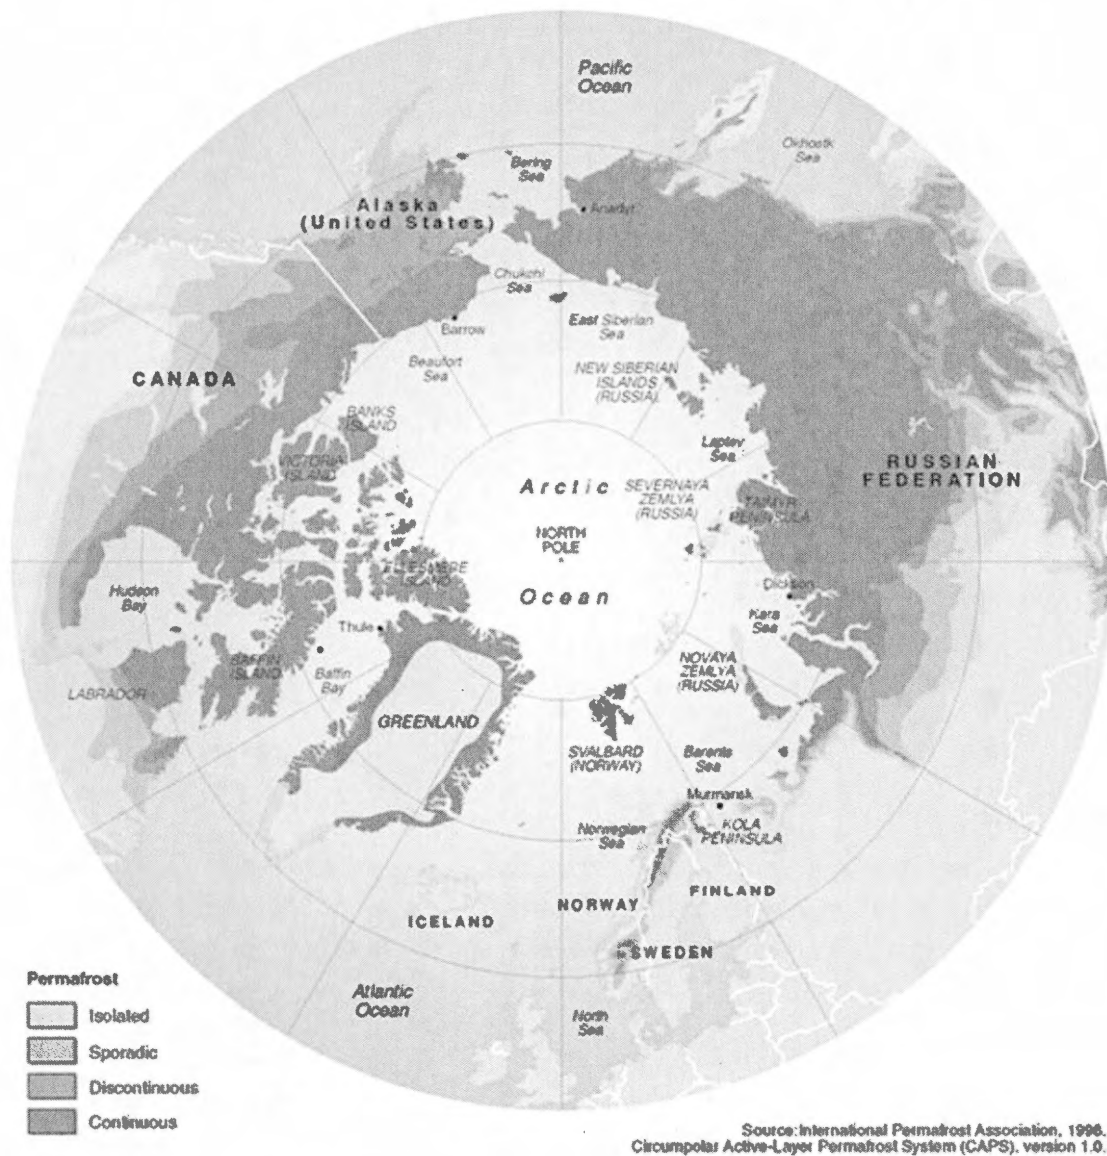 Pacific
Ocean
Okhostk
Sea
Bering
Sea
Alaska
(United States)
Anadyr
Chukchi
Sea
Barrow
East Siberian
Sea
Beaufort
Sea
CANADA
NEW SIBERIAN
ISLANDS
(RUSSIA)
BANKS
ISLAND
VICTORIA
ISLAND
Laptev
Sea
RUSSIAN
FEDERATION
Arctic
SEVERNAYA
ZEMLYA
(RUSSIA)
TAIMYR
PENINSULA
NORTH
POLE
ELLESMERE
ISLAND
Ocean
Hudson
Bay
Dickson
Kara
Sea
Thule
BAFFIN
ISLAND
Baffin
Bay
NOVAYA
ZEMLYA
(RUSSIA)
LABRADOR
GREENLAND
SVALBARD
(NORWAY)
Barents
Sea
Murmansk
KOLA
PENINSULA
Norwegian
Sea
NORWAY
FINLAND
ICELAND
SWEDEN
Atlantic
Ocean
North
Sea
Permafrost
Isolated
Sporadic
Discontinuous
Continuous
Source:International Permafrost Association, 1998.
Circumpolar Active-Layer Permafrost System (CAPS), version 1.0.